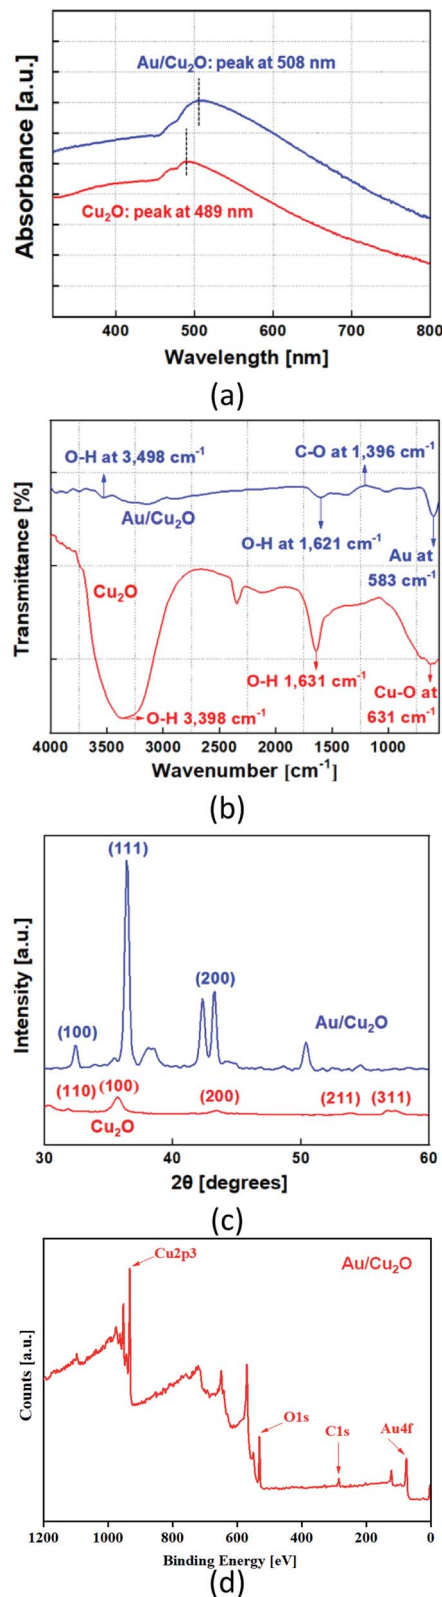 Absorbance [a.u.]
Au/Cu₂O: peak at 508 nm
Cu₂O: peak at 489 nm
400 500 600 700 800
Wavelength [nm]
(a)
Transmittance [%]
O-H at 3,498 cm⁻¹
C-O at 1,396 cm⁻¹
Au/Cu₂O
O-H at 1,621 cm⁻¹
Au at
583 cm⁻¹
Cu₂O
O-H 1,631 cm⁻¹
Cu-O at
631 cm⁻¹
O-H 3,398 cm⁻¹
4000 3500 3000 2500 2000 1500 1000
Wavenumber [cm⁻¹]
(b)
Intensity [a.u.]
(111)
(200)
(100)
Au/Cu₂O
(110) (100) (200) (211) (311)
Cu₂O
30 40 50 60
2θ [degrees]
(c)
Counts [a.u.]
Cu2p3
Au/Cu₂O
O1s
C1s
Au4f
1200 1000 800 600 400 200 0
Binding Energy [eV]
(d)